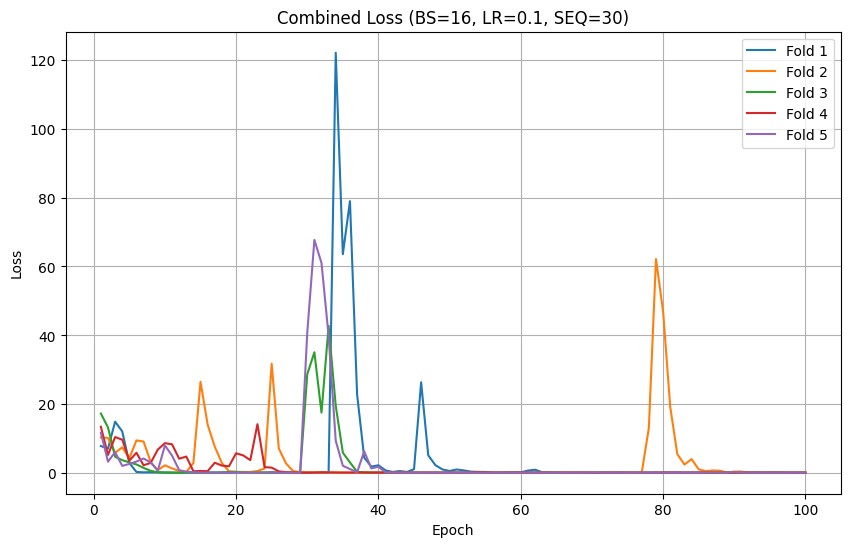 Combined Loss (BS=16, LR=0.1, SEQ=30)
Fold 1
Fold 2
Fold 3
Fold 4
Fold 5
Loss
120
100
80
60
40
20
0
0 20 40 60 80 100
Epoch